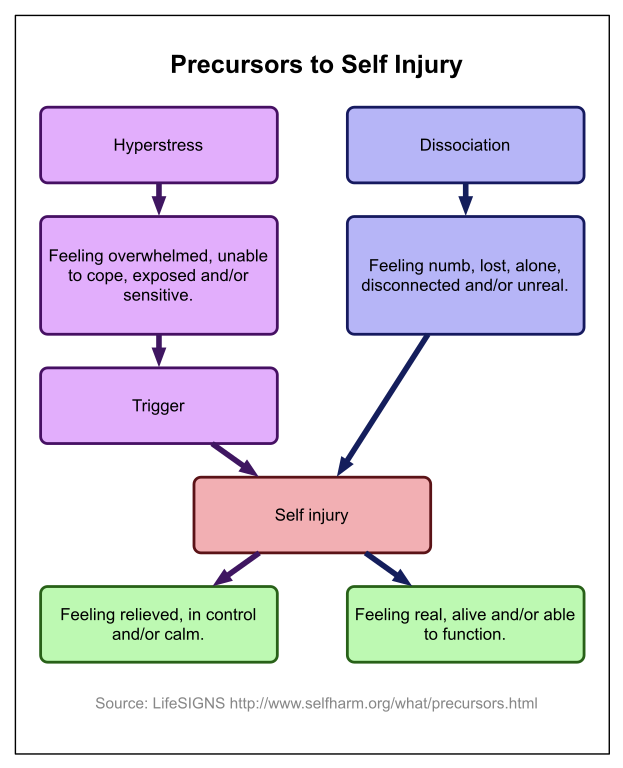 Precursors to Self Injury
Hyperstress
Dissociation
Feeling overwhelmed, unable
to cope, exposed and/or
sensitive.
Feeling numb, lost, alone,
disconnected and/or unreal.
Trigger
Self injury
Feeling relieved, in control
and/or calm.
Feeling real, alive and/or able
to function.
Source: LifeSIGNS http://www.selfharm.org/what/precursors.html